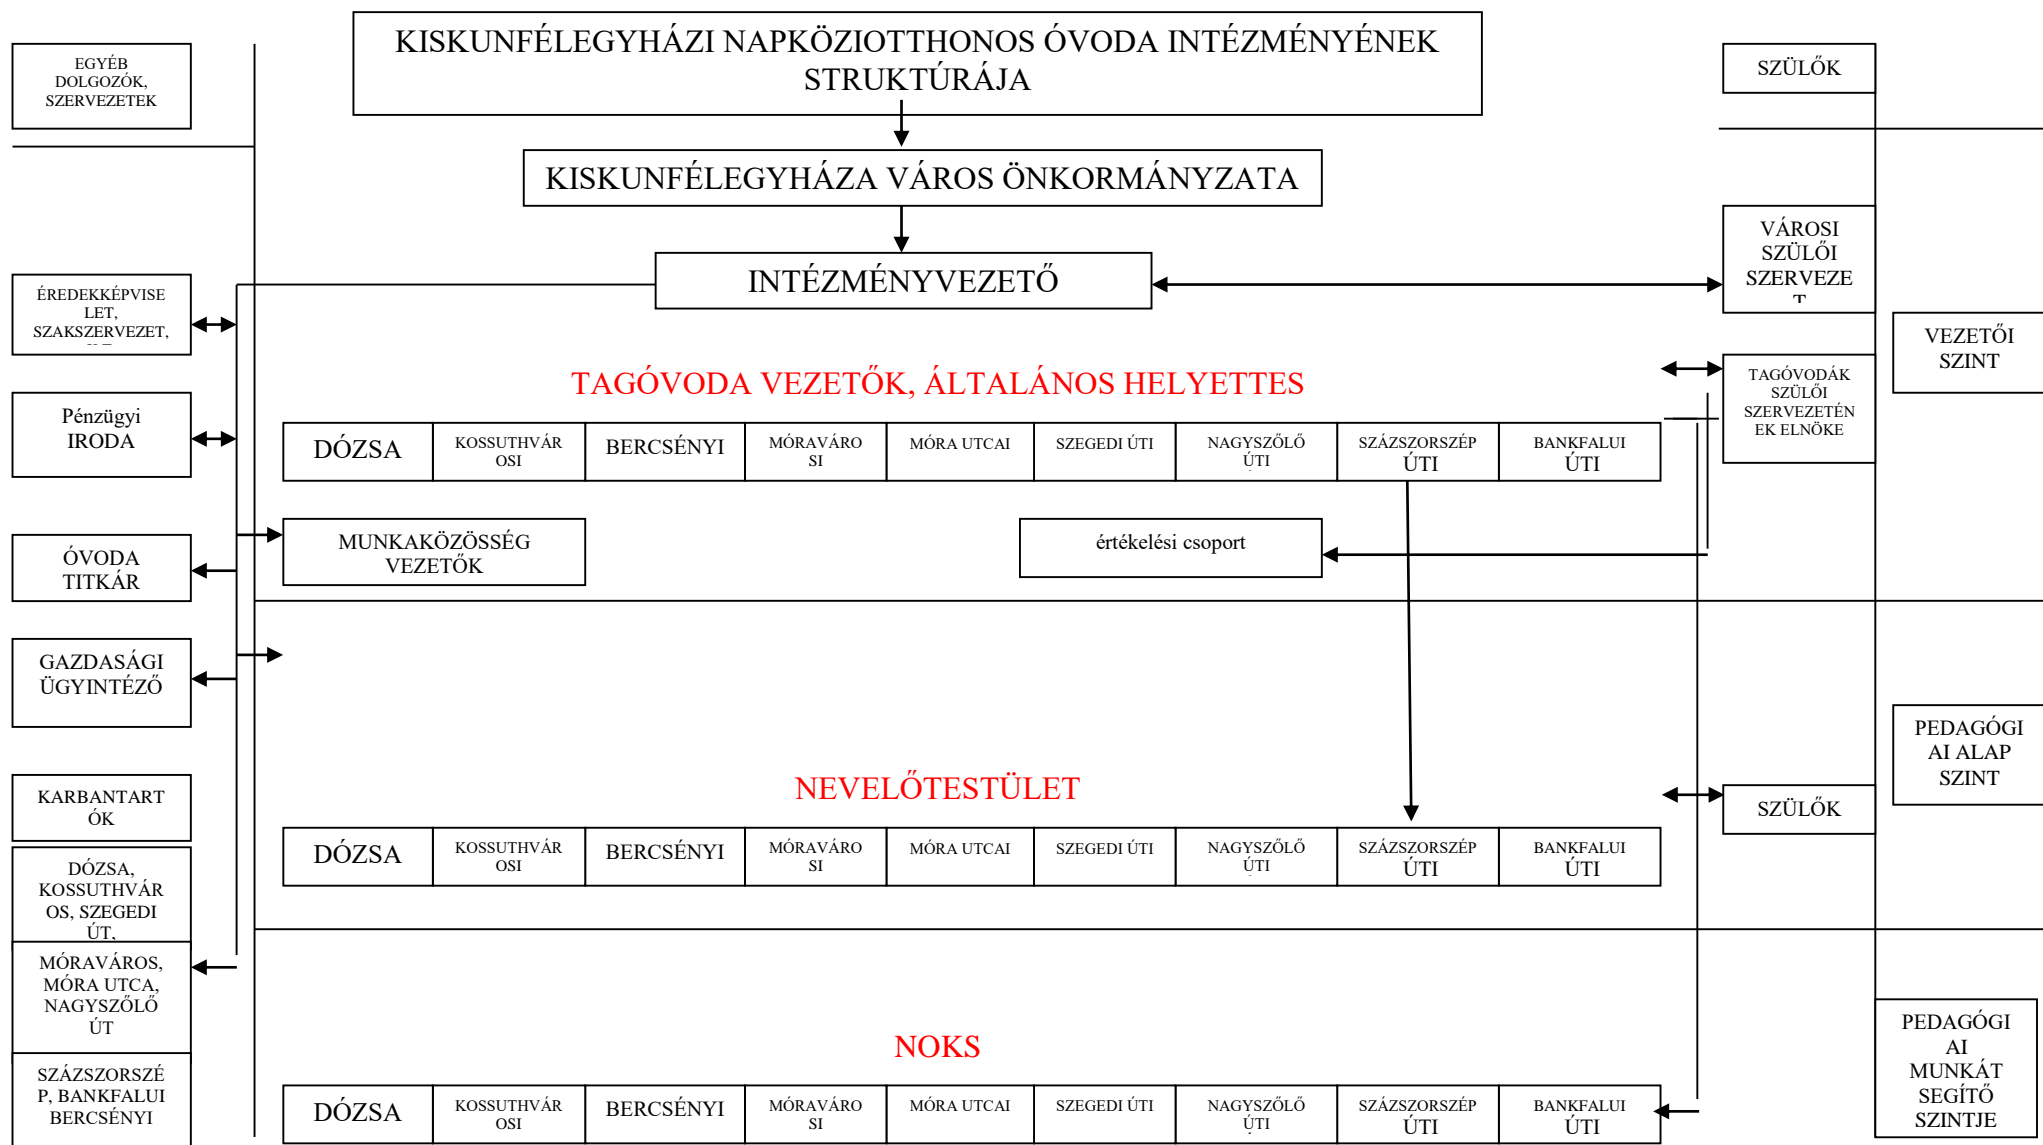 KISKUNFÉLEGYHÁZI NAPKÖZIOTTHONOS ÓVODA INTÉZMÉNYÉNEK
STRUKTÚRÁJA
EGYÉB
DOLGOZÓK,
SZERVEZETEK
SZÜLŐK
KISKUNFÉLEGYHÁZA VÁROS ÖNKORMÁNYZATA
VÁROSI
SZÜLŐI
SZERVEZE
T
INTÉZMÉNYVEZETŐ
ÉREDEKKÉPVISE
LET,
SZAKSZERVEZET,
VEZETŐI
SZINT
TAGÓVODA VEZETŐK, ÁLTALÁNOS HELYETTES
TAGÓVODÁK
SZÜLŐI
SZERVEZETÉN
EK ELNÖKE
Pénzügyi
IRODA
DÓZSA
KOSSUTHVÁR
OSI
BERCSÉNYI
MÓRAVÁRO
SI
MÓRA UTCAI
SZEGEDI ÚTI
NAGYSZŐLŐ
ÚTI
SZÁZSZORSZÉP
ÚTI
BANKFALUI
ÚTI
MUNKAKÖZÖSSÉG
VEZETŐK
értékelési csoport
ÓVODA
TITKÁR
GAZDASÁGI
ÜGYINTÉZŐ
PEDAGÓGI
AI ALAP
SZINT
NEVELŐTESTÜLET
SZÜLŐK
KARBANTART
ÓK
DÓZSA
KOSSUTHVÁR
OSI
BERCSÉNYI
MÓRAVÁRO
SI
MÓRA UTCAI
SZEGEDI ÚTI
NAGYSZŐLŐ
ÚTI
SZÁZSZORSZÉP
ÚTI
BANKFALUI
ÚTI
DÓZSA,
KOSSUTHVÁR
OS, SZEGEDI
ÚT,
MÓRAVÁROS,
MÓRA UTCA,
NAGYSZŐLŐ
ÚT
SZÁZSZORSZÉ
P, BANKFALUI
BERCSÉNYI
NOKS
PEDAGÓGI
AI
MUNKÁT
SEGÍTŐ
SZINTJE
DÓZSA
KOSSUTHVÁR
OSI
BERCSÉNYI
MÓRAVÁRO
SI
MÓRA UTCAI
SZEGEDI ÚTI
NAGYSZŐLŐ
ÚTI
SZÁZSZORSZÉP
ÚTI
BANKFALUI
ÚTI